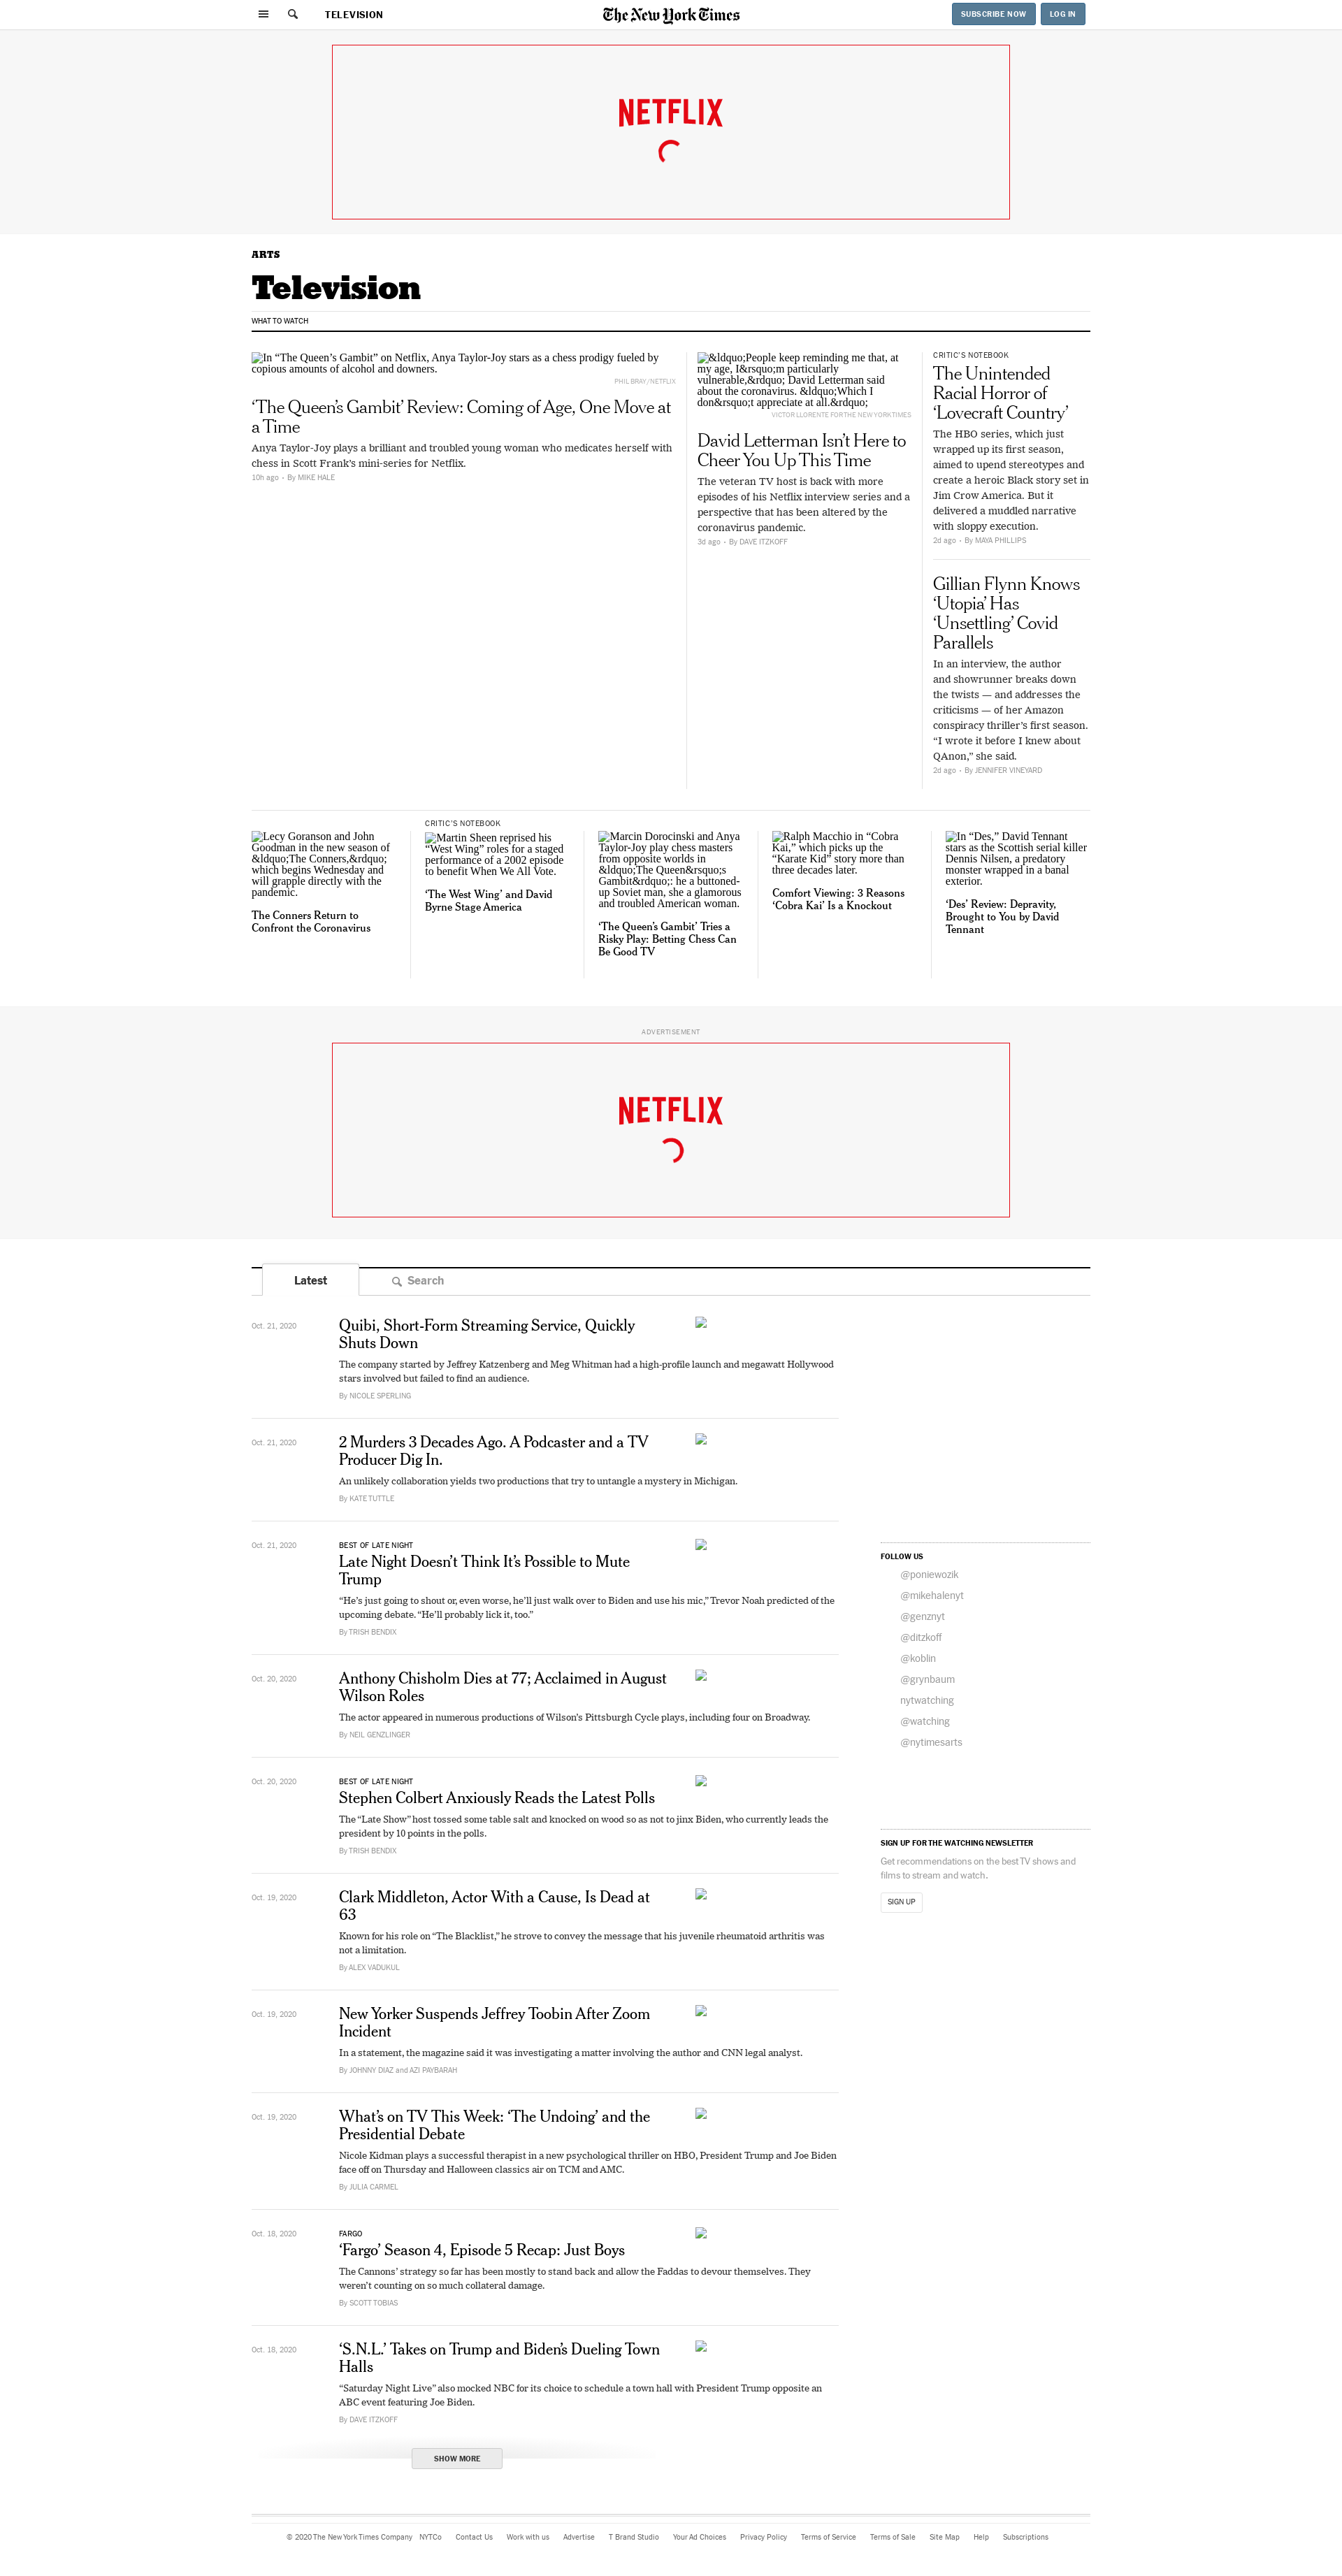 TELEVISION
The New York Times
SUBSCRIBE NOW
LOG IN
NETFLIX
ARTS
Television
WHAT TO WATCH
In “The Queen’s Gambit” on Netflix, Anya Taylor-Joy stars as a chess prodigy fueled by
copious amounts of alcohol and downers.
PHIL BRAY/NETFLIX
‘The Queen’s Gambit’ Review: Coming of Age, One Move at
a Time
Anya Taylor-Joy plays a brilliant and troubled young woman who medicates herself with
chess in Scott Frank’s mini-series for Netflix.
10h ago • By MIKE HALE
&ldquo;People keep reminding me that, at
my age, I&rsquo;m particularly
vulnerable,&rdquo; David Letterman said
about the coronavirus. &ldquo;Which I
don&rsquo;t appreciate at all.&rdquo;
VICTOR LLORENTE FOR THE NEW YORK TIMES
David Letterman Isn’t Here to
Cheer You Up This Time
The veteran TV host is back with more
episodes of his Netflix interview series and a
perspective that has been altered by the
coronavirus pandemic.
3d ago • By DAVE ITZKOFF
CRITIC’S NOTEBOOK
The Unintended
Racial Horror of
‘Lovecraft Country’
The HBO series, which just
wrapped up its first season,
aimed to upend stereotypes and
create a heroic Black story set in
Jim Crow America. But it
delivered a muddled narrative
with sloppy execution.
2d ago • By MAYA PHILLIPS
Gillian Flynn Knows
‘Utopia’ Has
‘Unsettling’ Covid
Parallels
In an interview, the author
and showrunner breaks down
the twists — and addresses the
criticisms — of her Amazon
conspiracy thriller’s first season.
“I wrote it before I knew about
QAnon,” she said.
2d ago • By JENNIFER VINEYARD
Lecy Goranson and John
Goodman in the new season of
&ldquo;The Conners,&rdquo;
which begins Wednesday and
will grapple directly with the
pandemic.
The Conners Return to
Confront the Coronavirus
CRITIC’S NOTEBOOK
Martin Sheen reprised his
“West Wing” roles for a staged
performance of a 2002 episode
to benefit When We All Vote.
‘The West Wing’ and David
Byrne Stage America
Marcin Dorocinski and Anya
Taylor-Joy play chess masters
from opposite worlds in
&ldquo;The Queen&rsquo;s
Gambit&rdquo;: he a buttoned-
up Soviet man, she a glamorous
and troubled American woman.
‘The Queen’s Gambit’ Tries a
Risky Play: Betting Chess Can
Be Good TV
Ralph Macchio in “Cobra
Kai,” which picks up the
“Karate Kid” story more than
three decades later.
Comfort Viewing: 3 Reasons
‘Cobra Kai’ Is a Knockout
In “Des,” David Tennant
stars as the Scottish serial killer
Dennis Nilsen, a predatory
monster wrapped in a banal
exterior.
‘Des’ Review: Depravity,
Brought to You by David
Tennant
ADVERTISEMENT
NETFLIX
Latest
Search
Oct. 21, 2020
Quibi, Short-Form Streaming Service, Quickly
Shuts Down
The company started by Jeffrey Katzenberg and Meg Whitman had a high-profile launch and megawatt Hollywood
stars involved but failed to find an audience.
By NICOLE SPERLING
Oct. 21, 2020
2 Murders 3 Decades Ago. A Podcaster and a TV
Producer Dig In.
An unlikely collaboration yields two productions that try to untangle a mystery in Michigan.
By KATE TUTTLE
Oct. 21, 2020
BEST OF LATE NIGHT
Late Night Doesn’t Think It’s Possible to Mute
Trump
“He’s just going to shout or, even worse, he’ll just walk over to Biden and use his mic,” Trevor Noah predicted of the
upcoming debate. “He’ll probably lick it, too.”
By TRISH BENDIX
Oct. 20, 2020
Anthony Chisholm Dies at 77; Acclaimed in August
Wilson Roles
The actor appeared in numerous productions of Wilson’s Pittsburgh Cycle plays, including four on Broadway.
By NEIL GENZLINGER
Oct. 20, 2020
BEST OF LATE NIGHT
Stephen Colbert Anxiously Reads the Latest Polls
The “Late Show” host tossed some table salt and knocked on wood so as not to jinx Biden, who currently leads the
president by 10 points in the polls.
By TRISH BENDIX
Oct. 19, 2020
Clark Middleton, Actor With a Cause, Is Dead at
63
Known for his role on “The Blacklist,” he strove to convey the message that his juvenile rheumatoid arthritis was
not a limitation.
By ALEX VADUKUL
Oct. 19, 2020
New Yorker Suspends Jeffrey Toobin After Zoom
Incident
In a statement, the magazine said it was investigating a matter involving the author and CNN legal analyst.
By JOHNNY DIAZ and AZI PAYBARAH
Oct. 19, 2020
What’s on TV This Week: ‘The Undoing’ and the
Presidential Debate
Nicole Kidman plays a successful therapist in a new psychological thriller on HBO, President Trump and Joe Biden
face off on Thursday and Halloween classics air on TCM and AMC.
By JULIA CARMEL
Oct. 18, 2020
FARGO
‘Fargo’ Season 4, Episode 5 Recap: Just Boys
The Cannons’ strategy so far has been mostly to stand back and allow the Faddas to devour themselves. They
weren’t counting on so much collateral damage.
By SCOTT TOBIAS
Oct. 18, 2020
‘S.N.L.’ Takes on Trump and Biden’s Dueling Town
Halls
“Saturday Night Live” also mocked NBC for its choice to schedule a town hall with President Trump opposite an
ABC event featuring Joe Biden.
By DAVE ITZKOFF
SHOW MORE
FOLLOW US
@poniewozik
@mikehalenyt
@genznyt
@ditzkoff
@koblin
@grynbaum
nytwatching
@watching
@nytimesarts
SIGN UP FOR THE WATCHING NEWSLETTER
Get recommendations on the best TV shows and
films to stream and watch.
SIGN UP
© 2020 The New York Times Company NYTCo Contact Us Work with us Advertise T Brand Studio Your Ad Choices Privacy Policy Terms of Service Terms of Sale Site Map Help Subscriptions